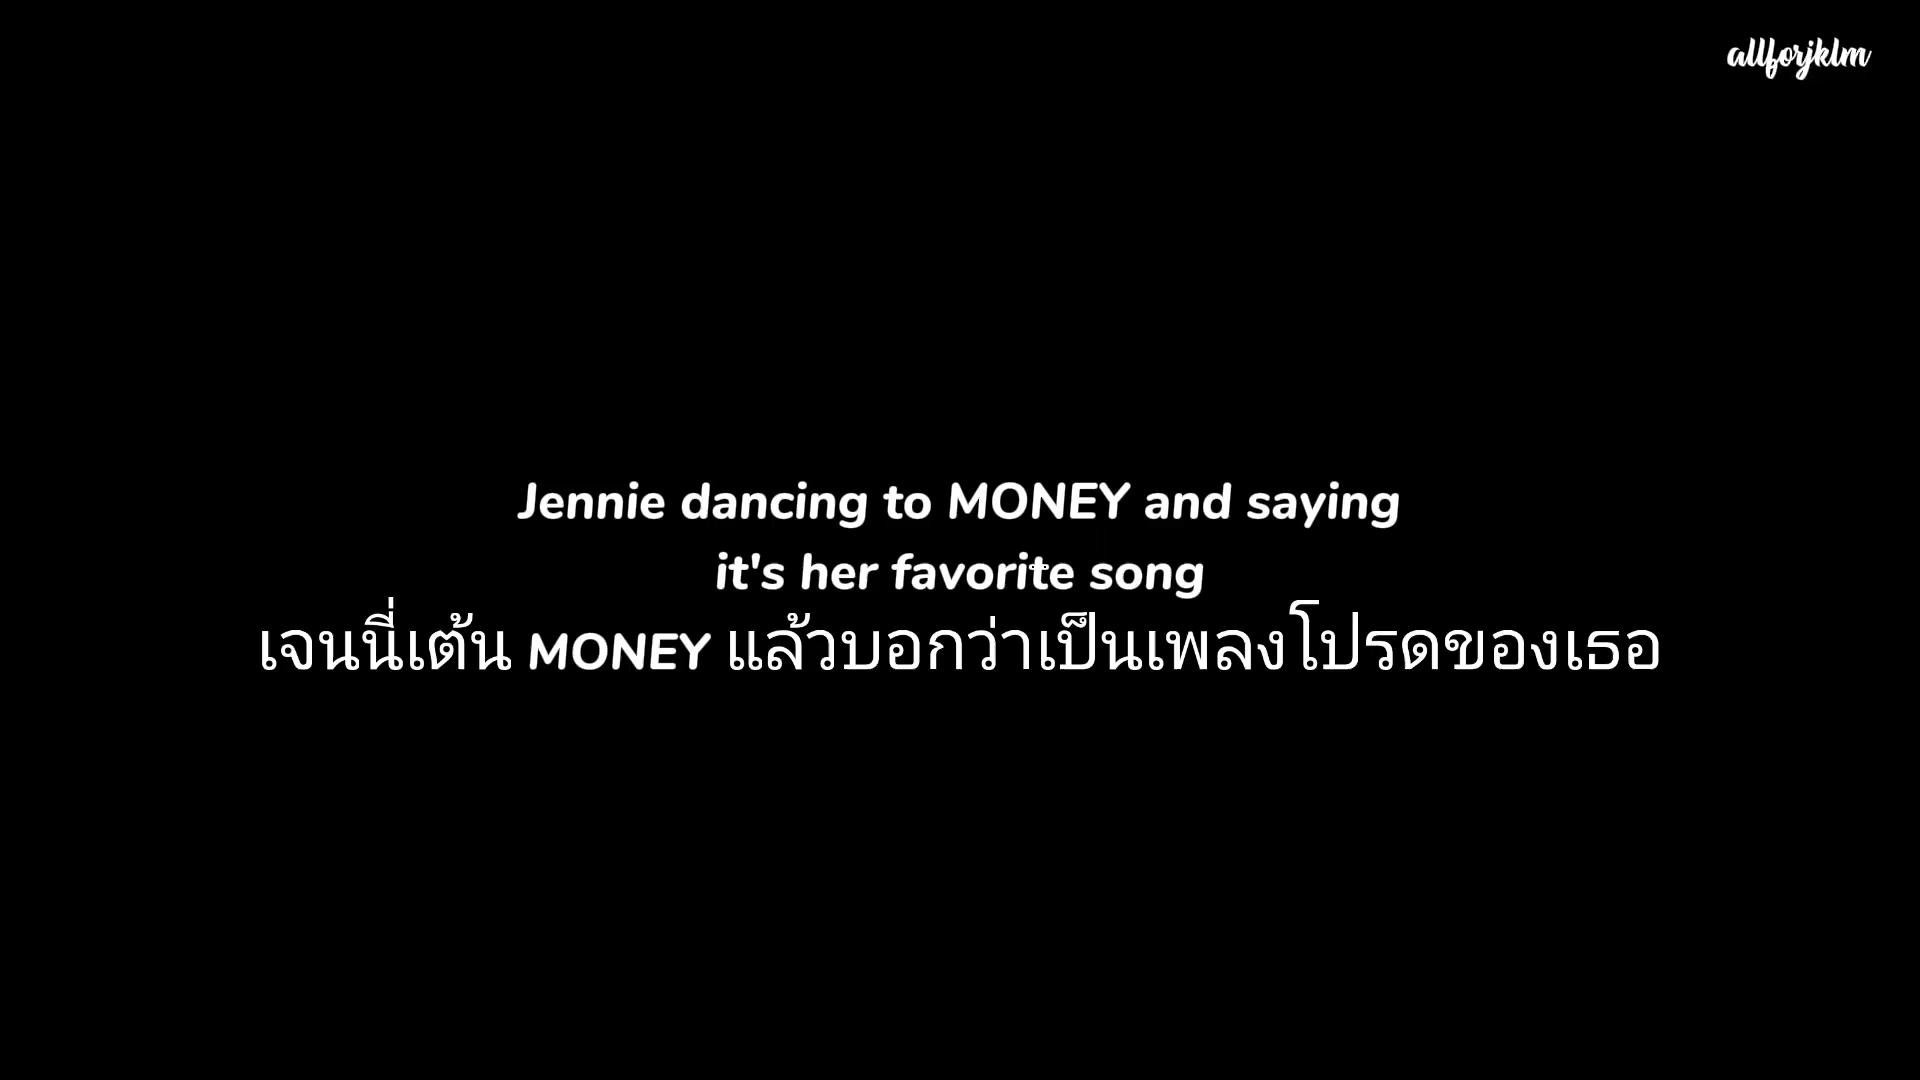 allforjklm
Jennie dancing to MONEY and saying
it's her favorite song
เจนนี่เต้น MONEY แล้วบอกว่าเป็นเพลงโปรดของเธอ